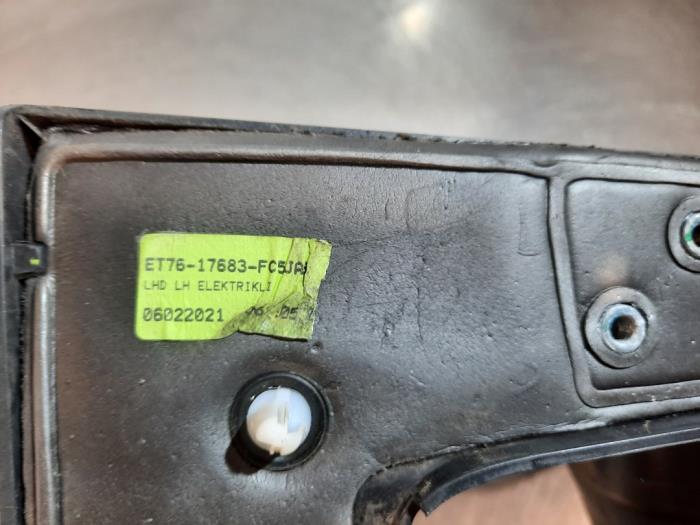 ET76-17683-FC5JA
LHD LH ELEKTRIKLI
06022021